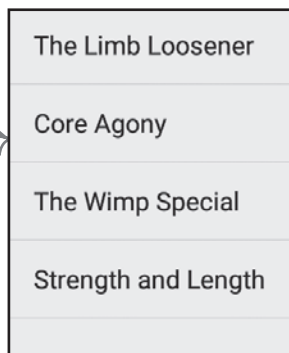 The Limb Loosener
Core Agony
The Wimp Special
Strength and Length